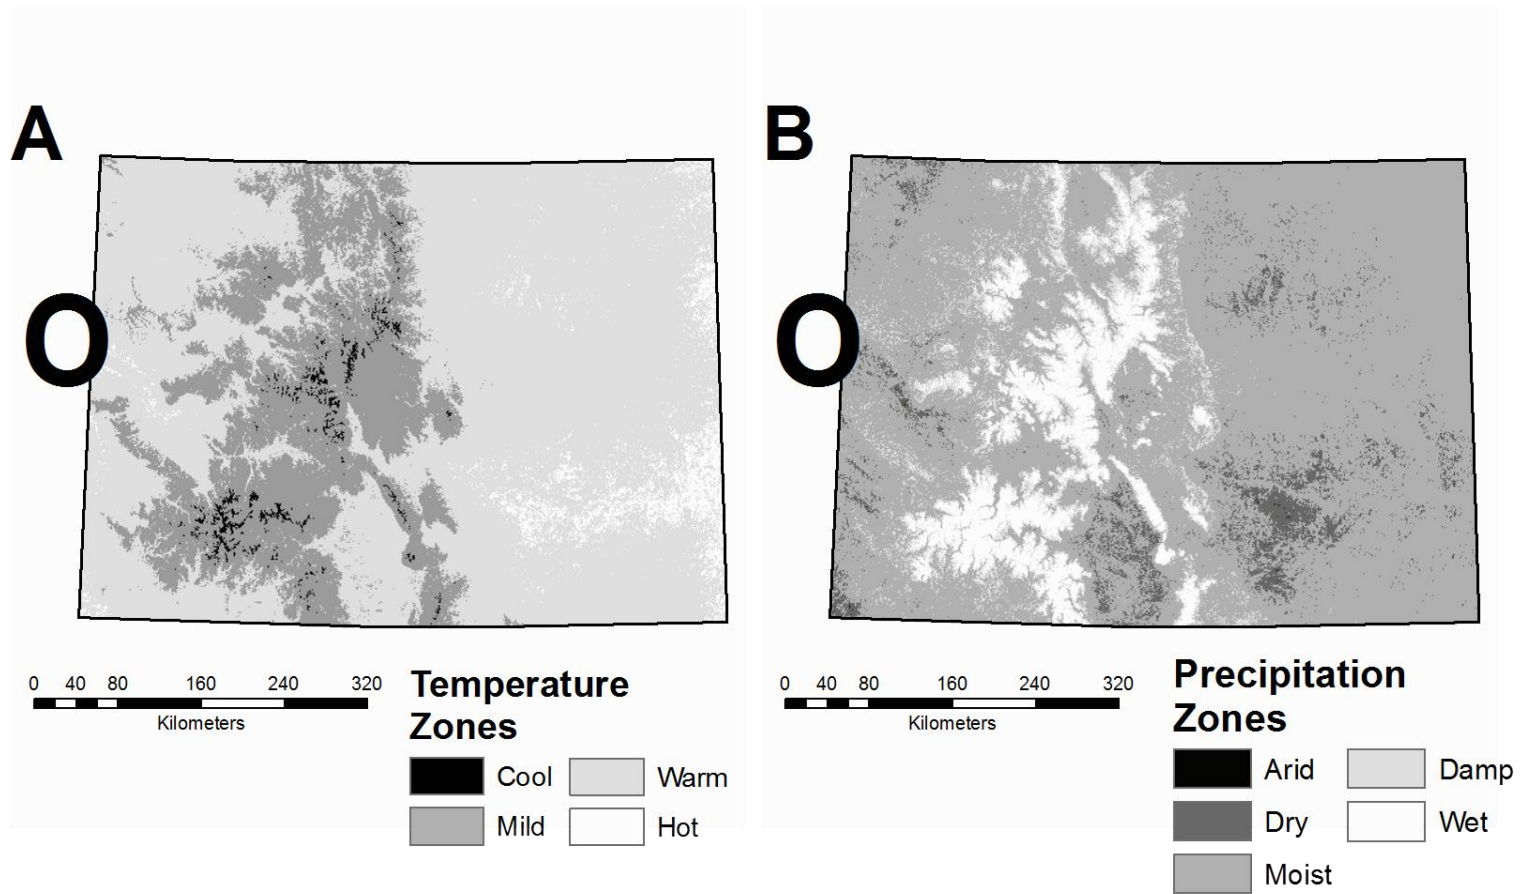 A
B
O
O
0 40 80 160 240 320
Kilometers
Temperature
Zones
Cool
Warm
Mild
Hot
0 40 80 160 240 320
Kilometers
Precipitation
Zones
Arid
Damp
Dry
Wet
Moist